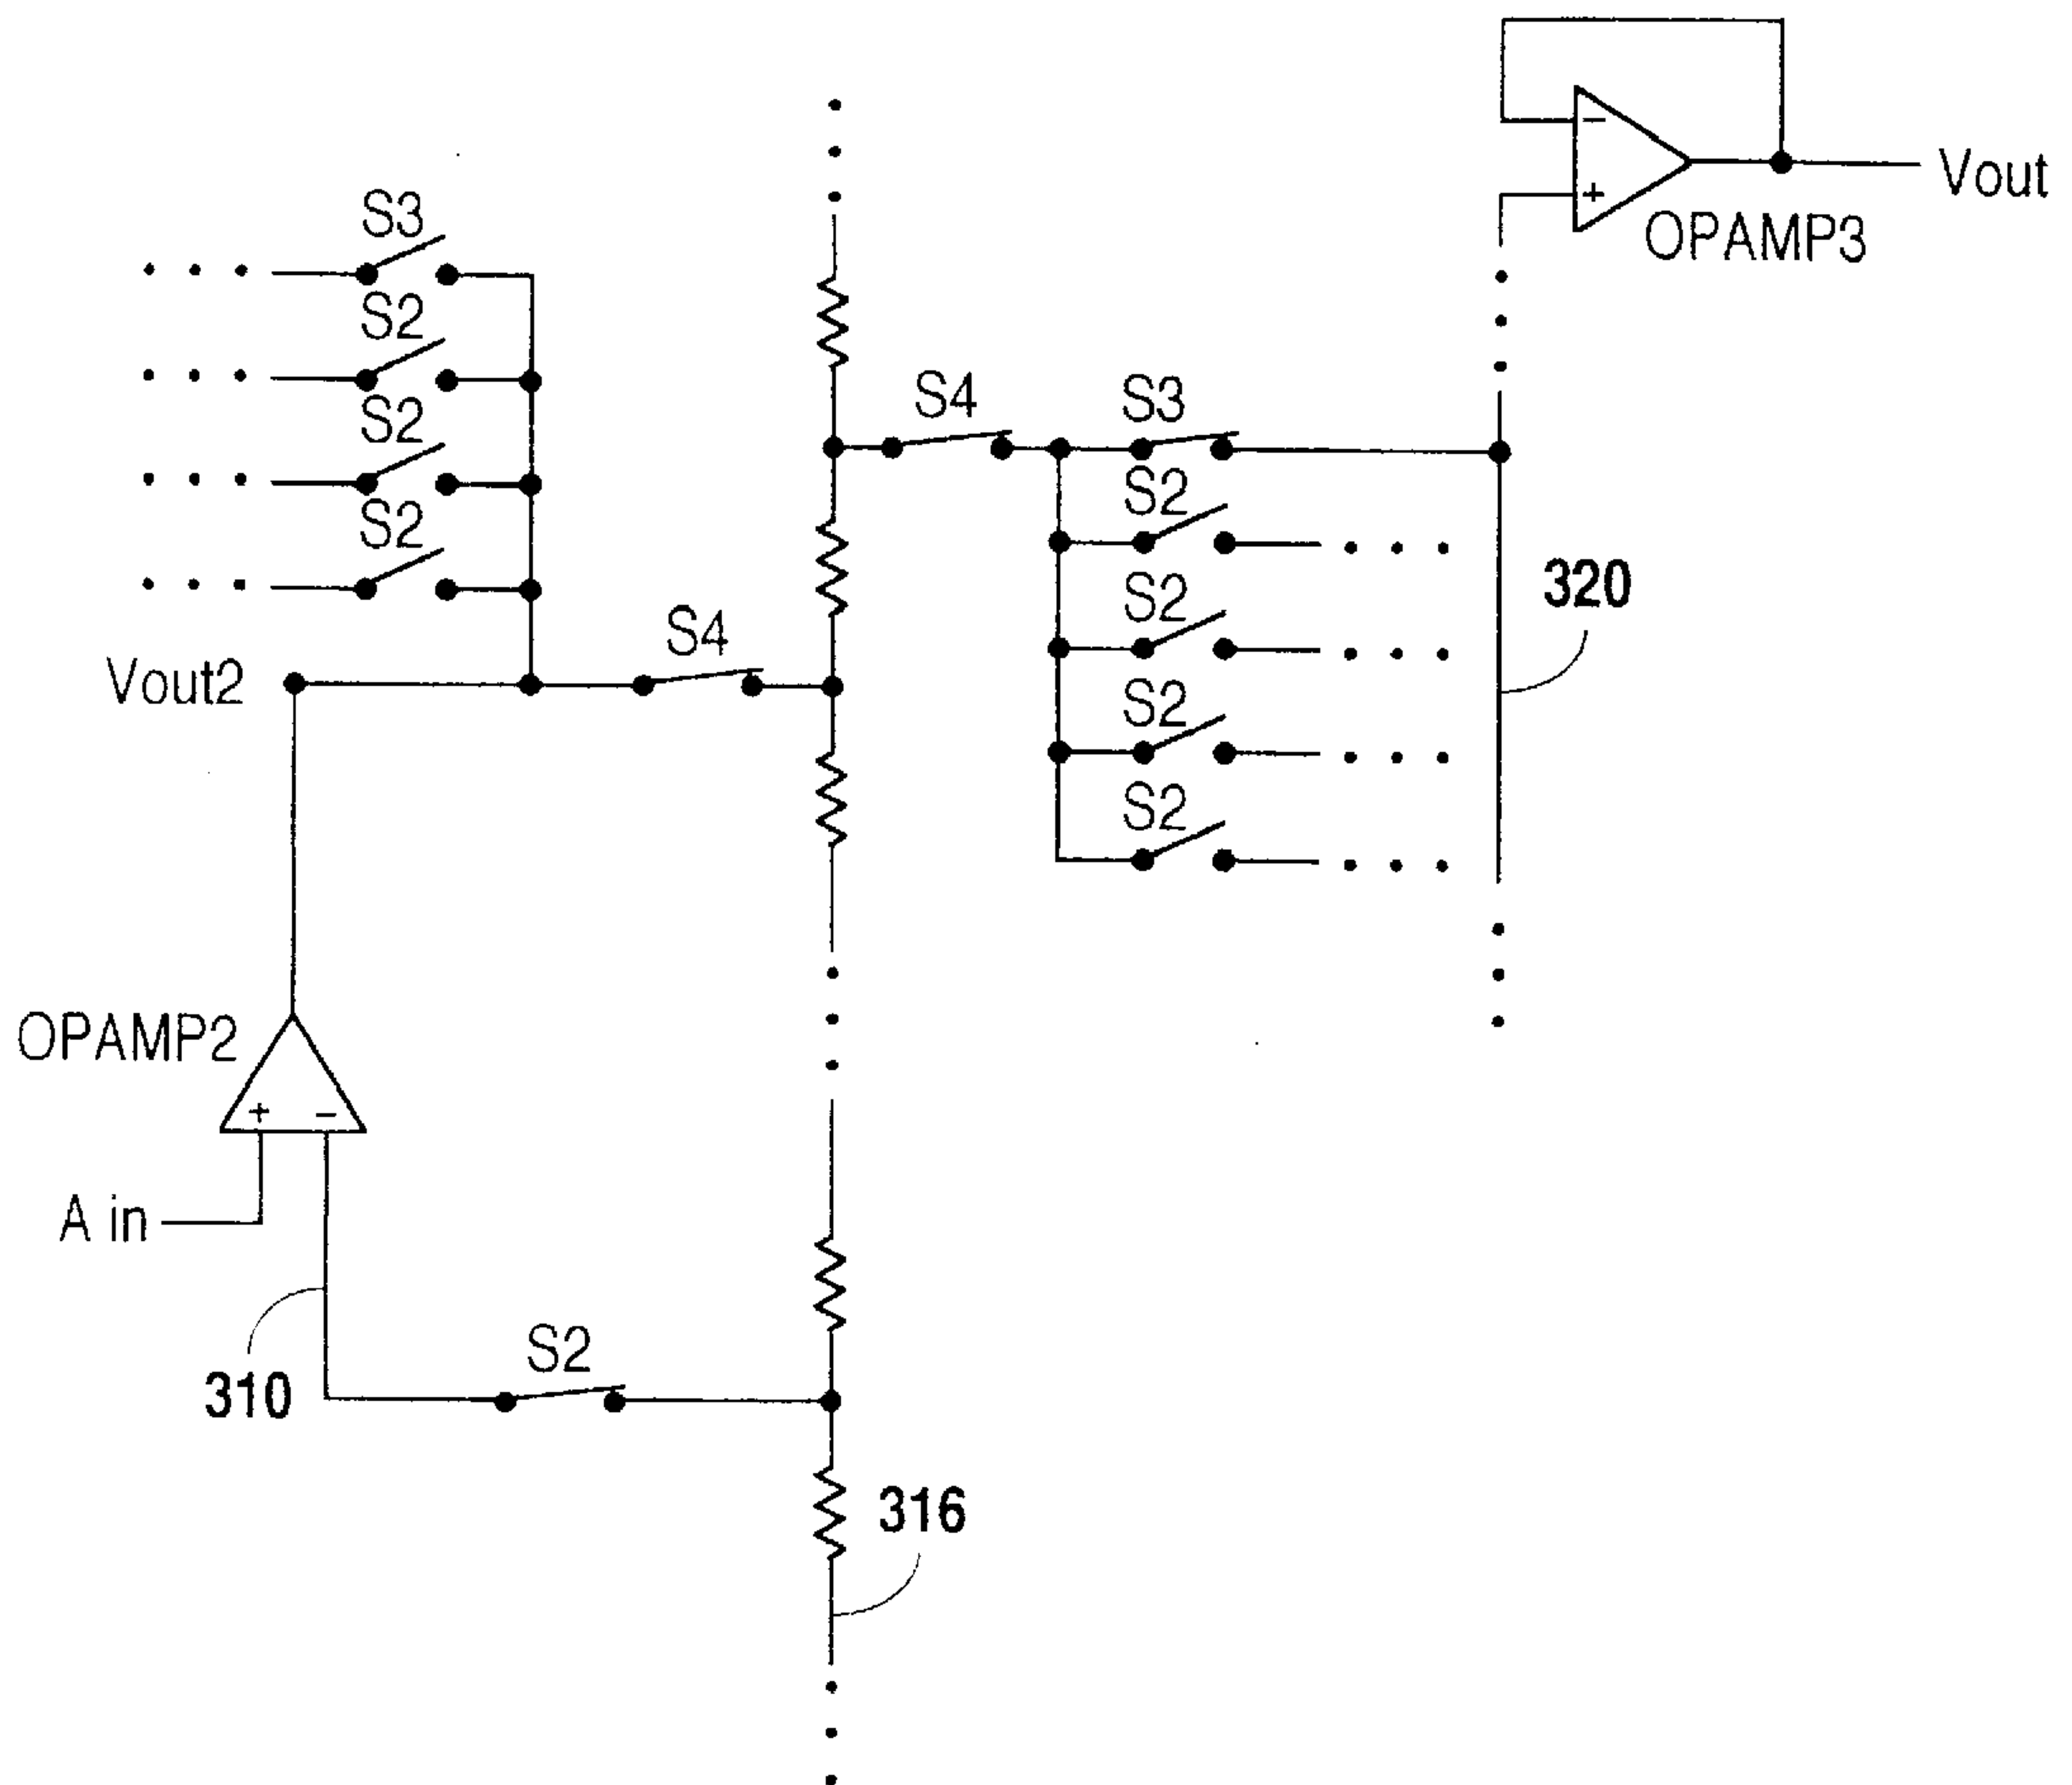 Vout
OPAMP3
-
+
S3
S2
S2
S2
S4
S3
S2
S2
S2
S2
320
Vout2
S4
OPAMP2
+ -
A in
310
S2
316